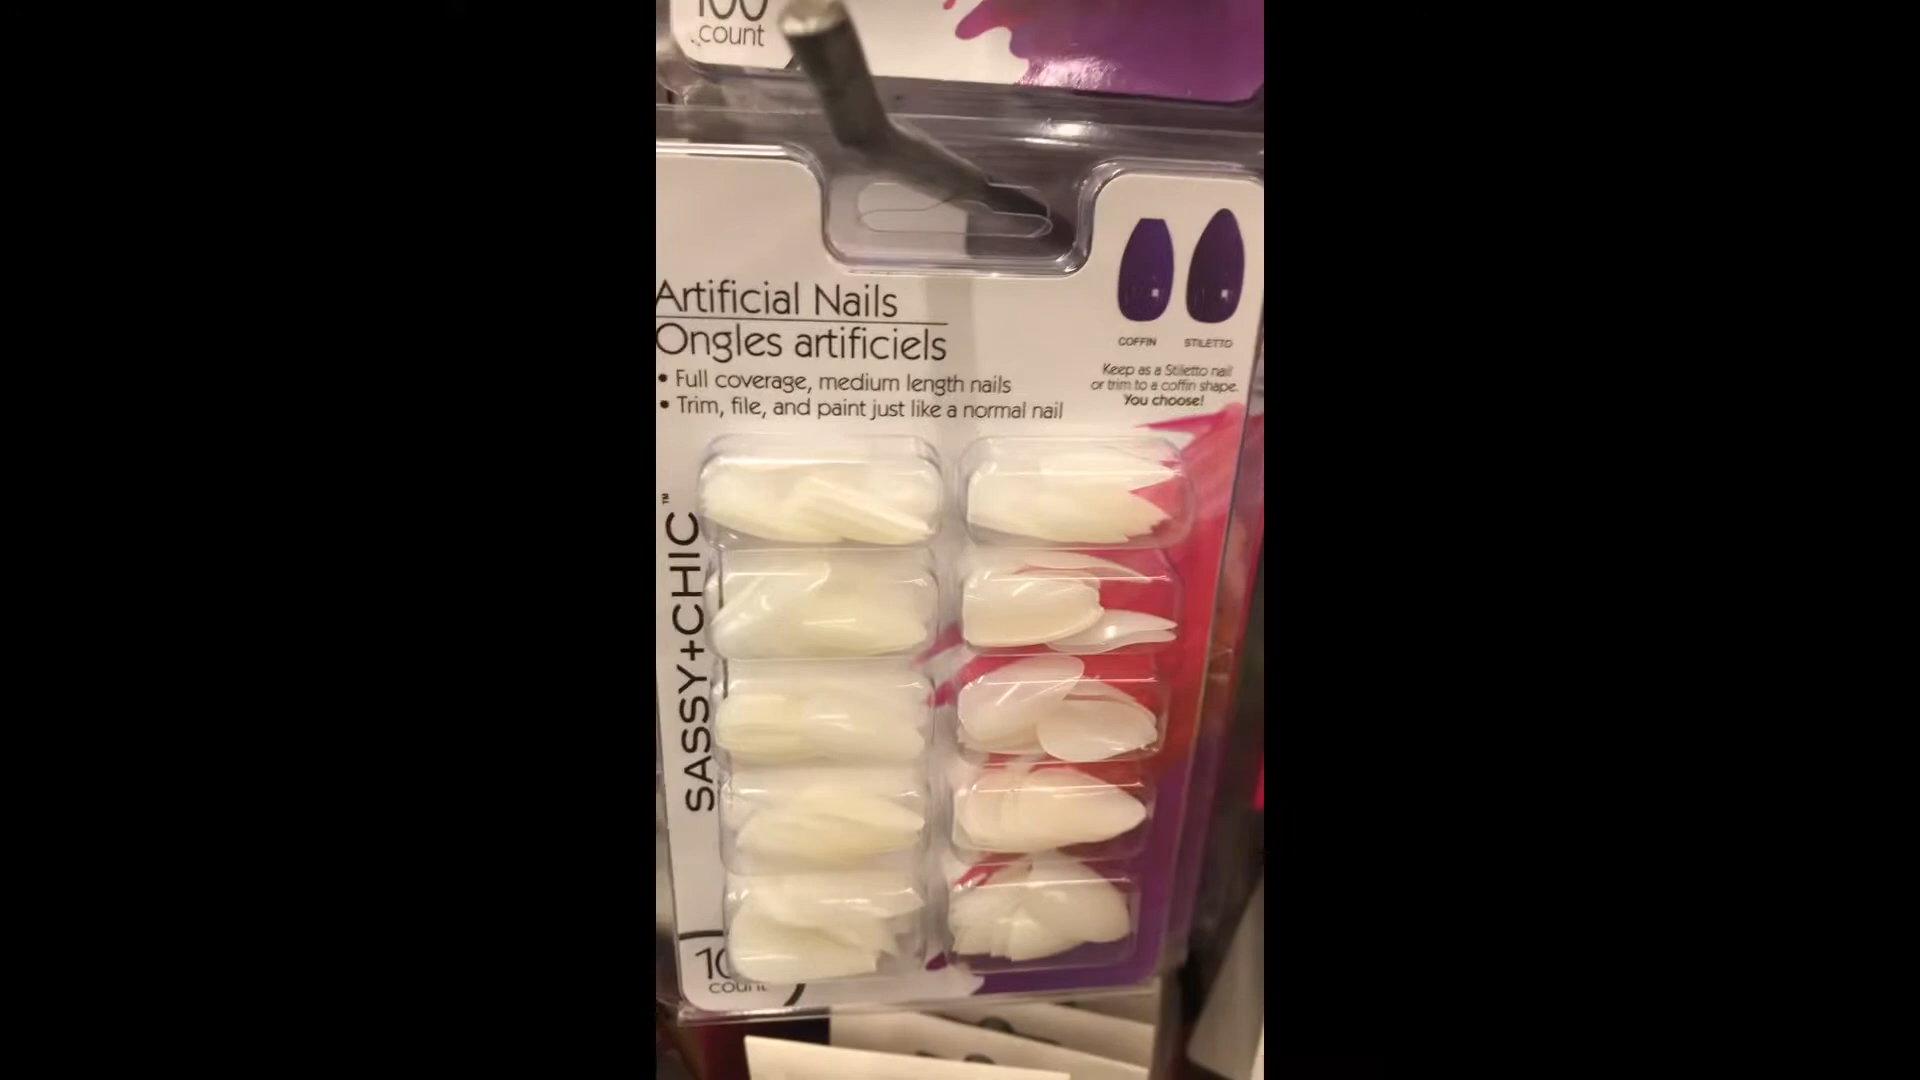 100
count
Artificial Nails
Ongles artificiels
• Full coverage, medium length nails
• Trim, file, and paint just like a normal nail
COFFIN
STILETTO
Keep as a Stiletto nail
or trim to a coffin shape.
You choose!
SASSY+CHIC™
count